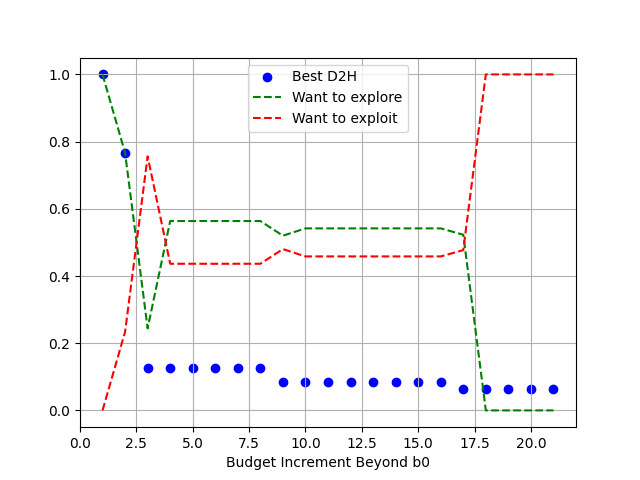 1.0
0.8
0.6
0.4
0.2
0.0
Best D2H
Want to explore
Want to exploit
0.0 2.5 5.0 7.5 10.0 12.5 15.0 17.5 20.0
Budget Increment Beyond b0